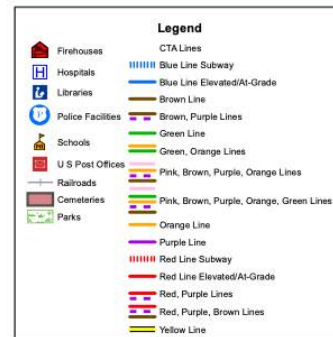 Legend
Firehouses
Hospitals
Libraries
P
Police Facilities
Schools
U S Post Offices
Railroads
Cemeteries
Parks
CTA Lines
Blue Line Subway
Blue Line Elevated/At-Grade
Brown Line
Brown, Purple Lines
Green Line
Green, Orange Lines
Pink, Brown, Purple, Orange Lines
Pink, Brown, Purple, Orange, Green Lines
Orange Line
Purple Line
Red Line Subway
Red Line Elevated/At-Grade
Red, Purple Lines
Red, Purple, Brown Lines
Yellow Line